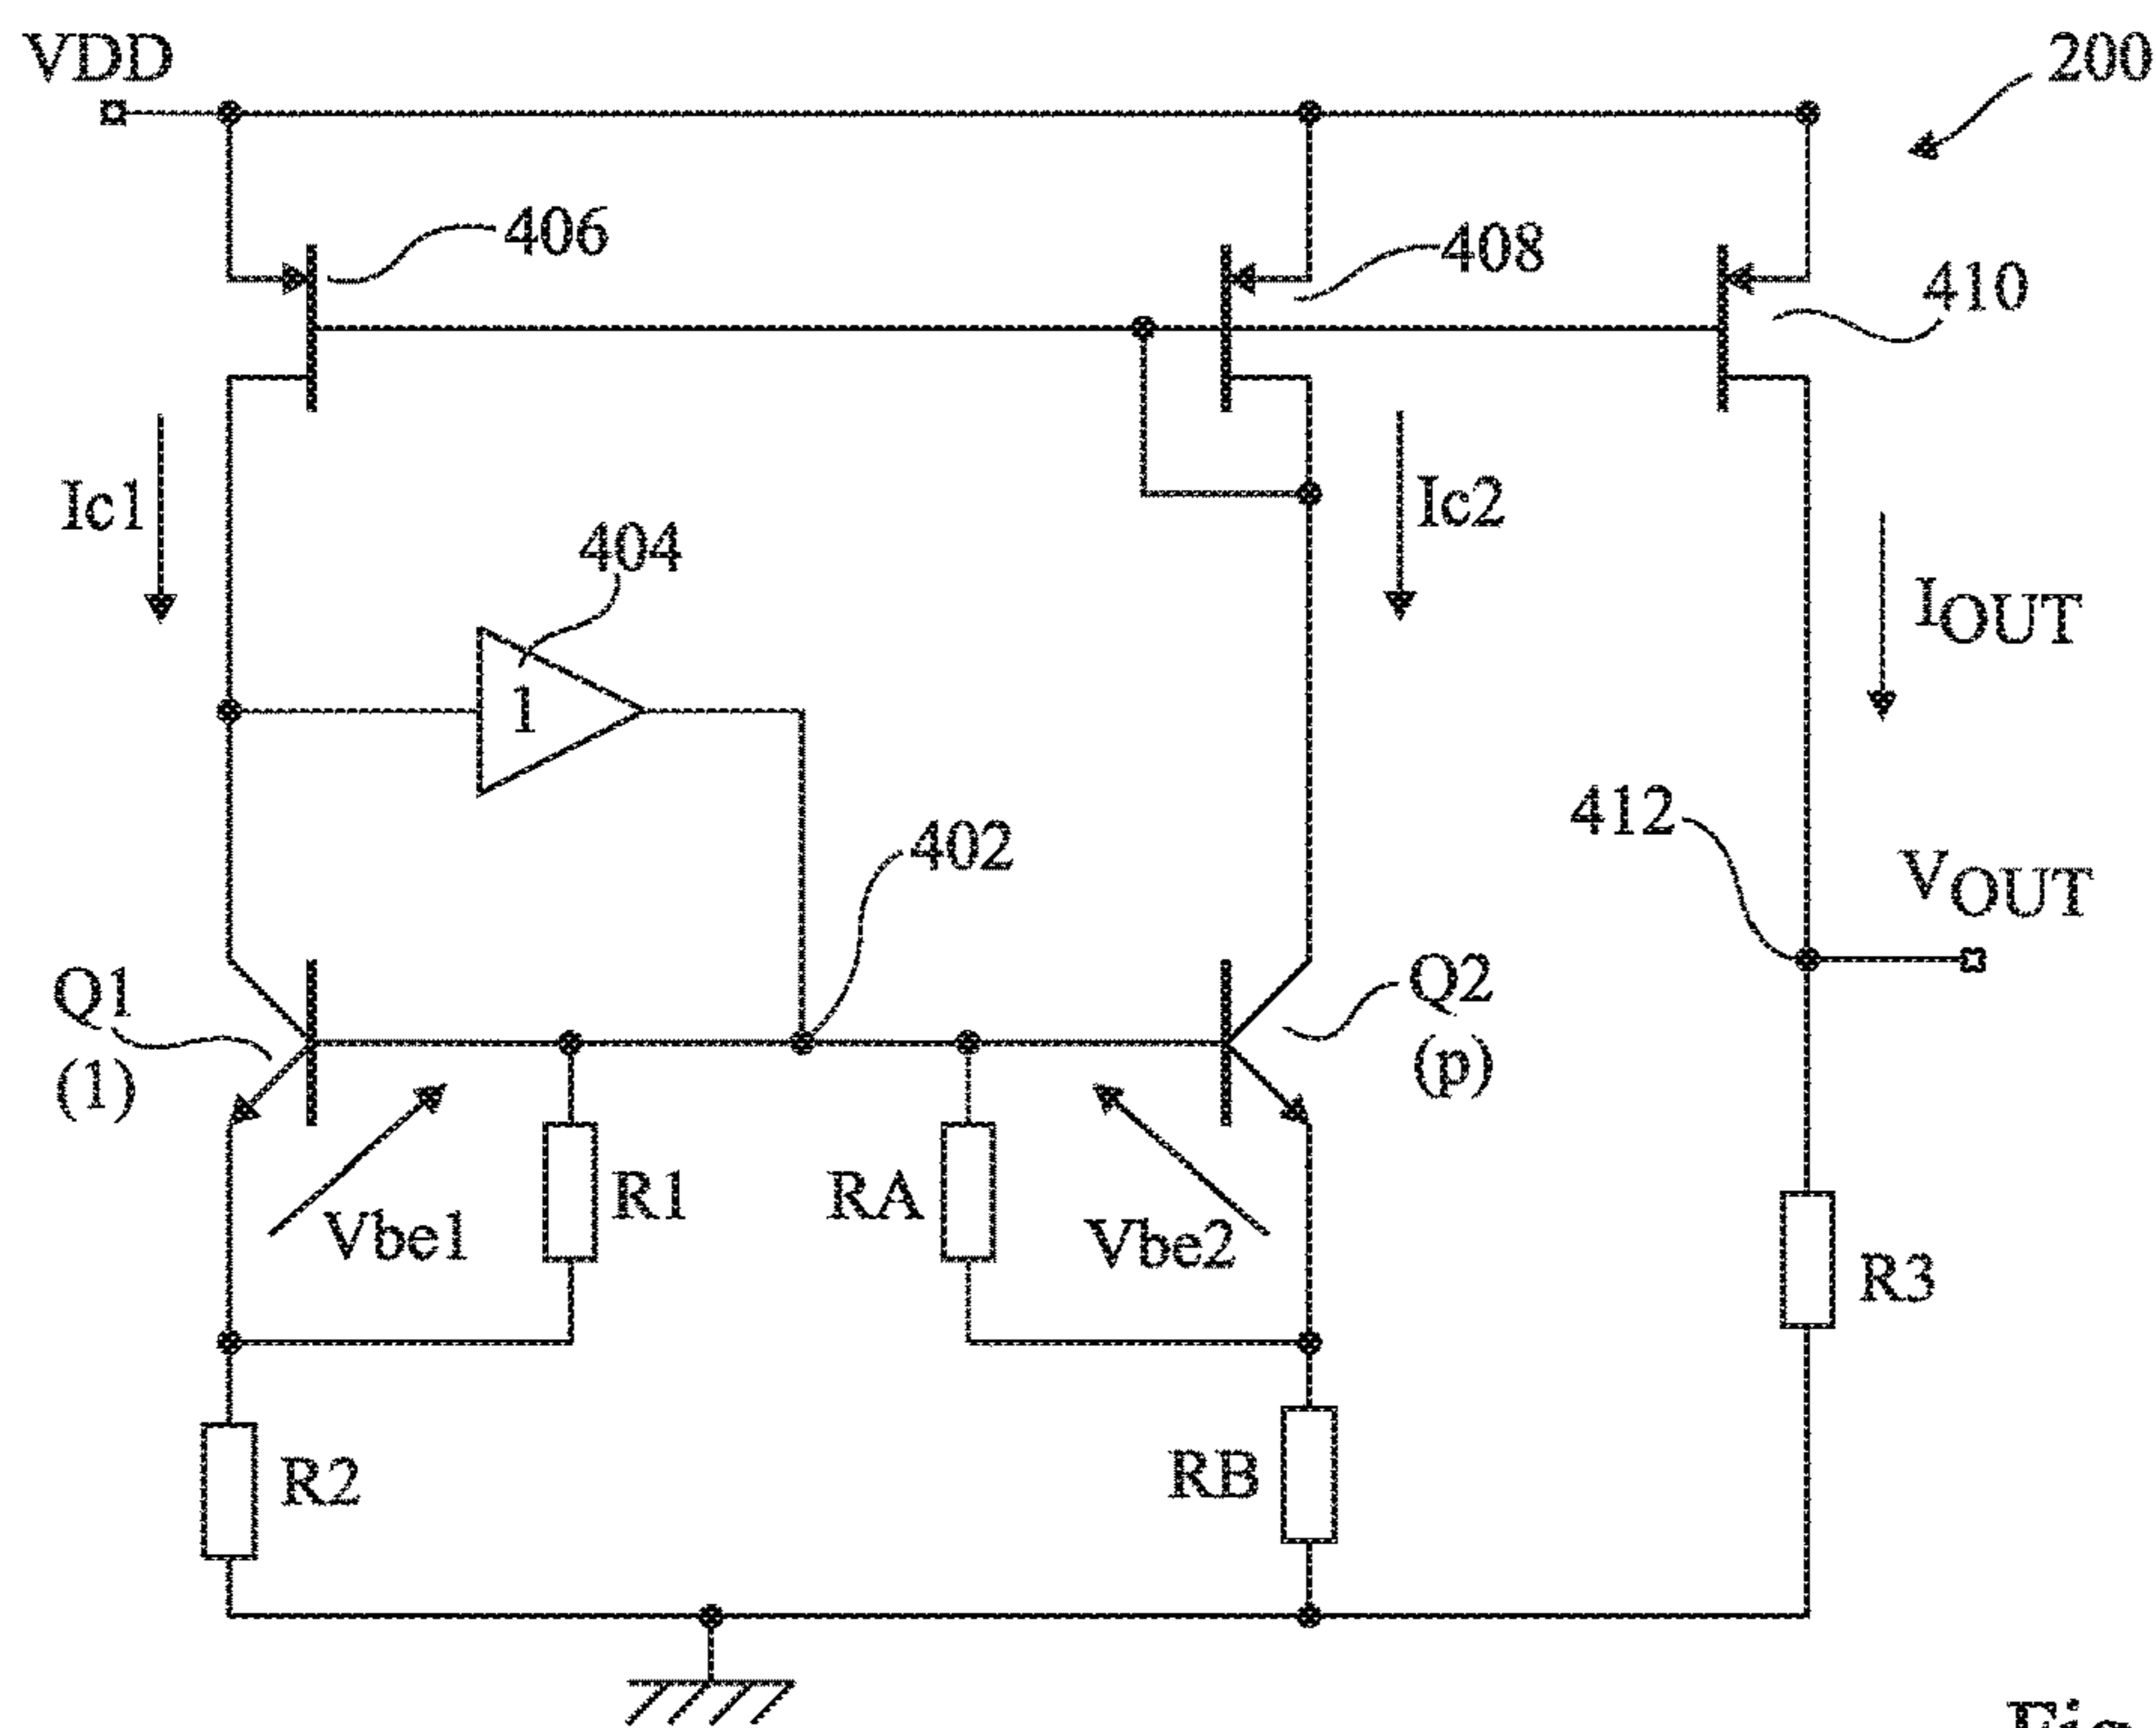 VDD
200
406
408
410
Ic1
Ic2
404
1
IOUT
402
412
VOUT
Q1
(1)
Q2
(p)
Vbe1
R1
RA
Vbe2
R3
R2
RB